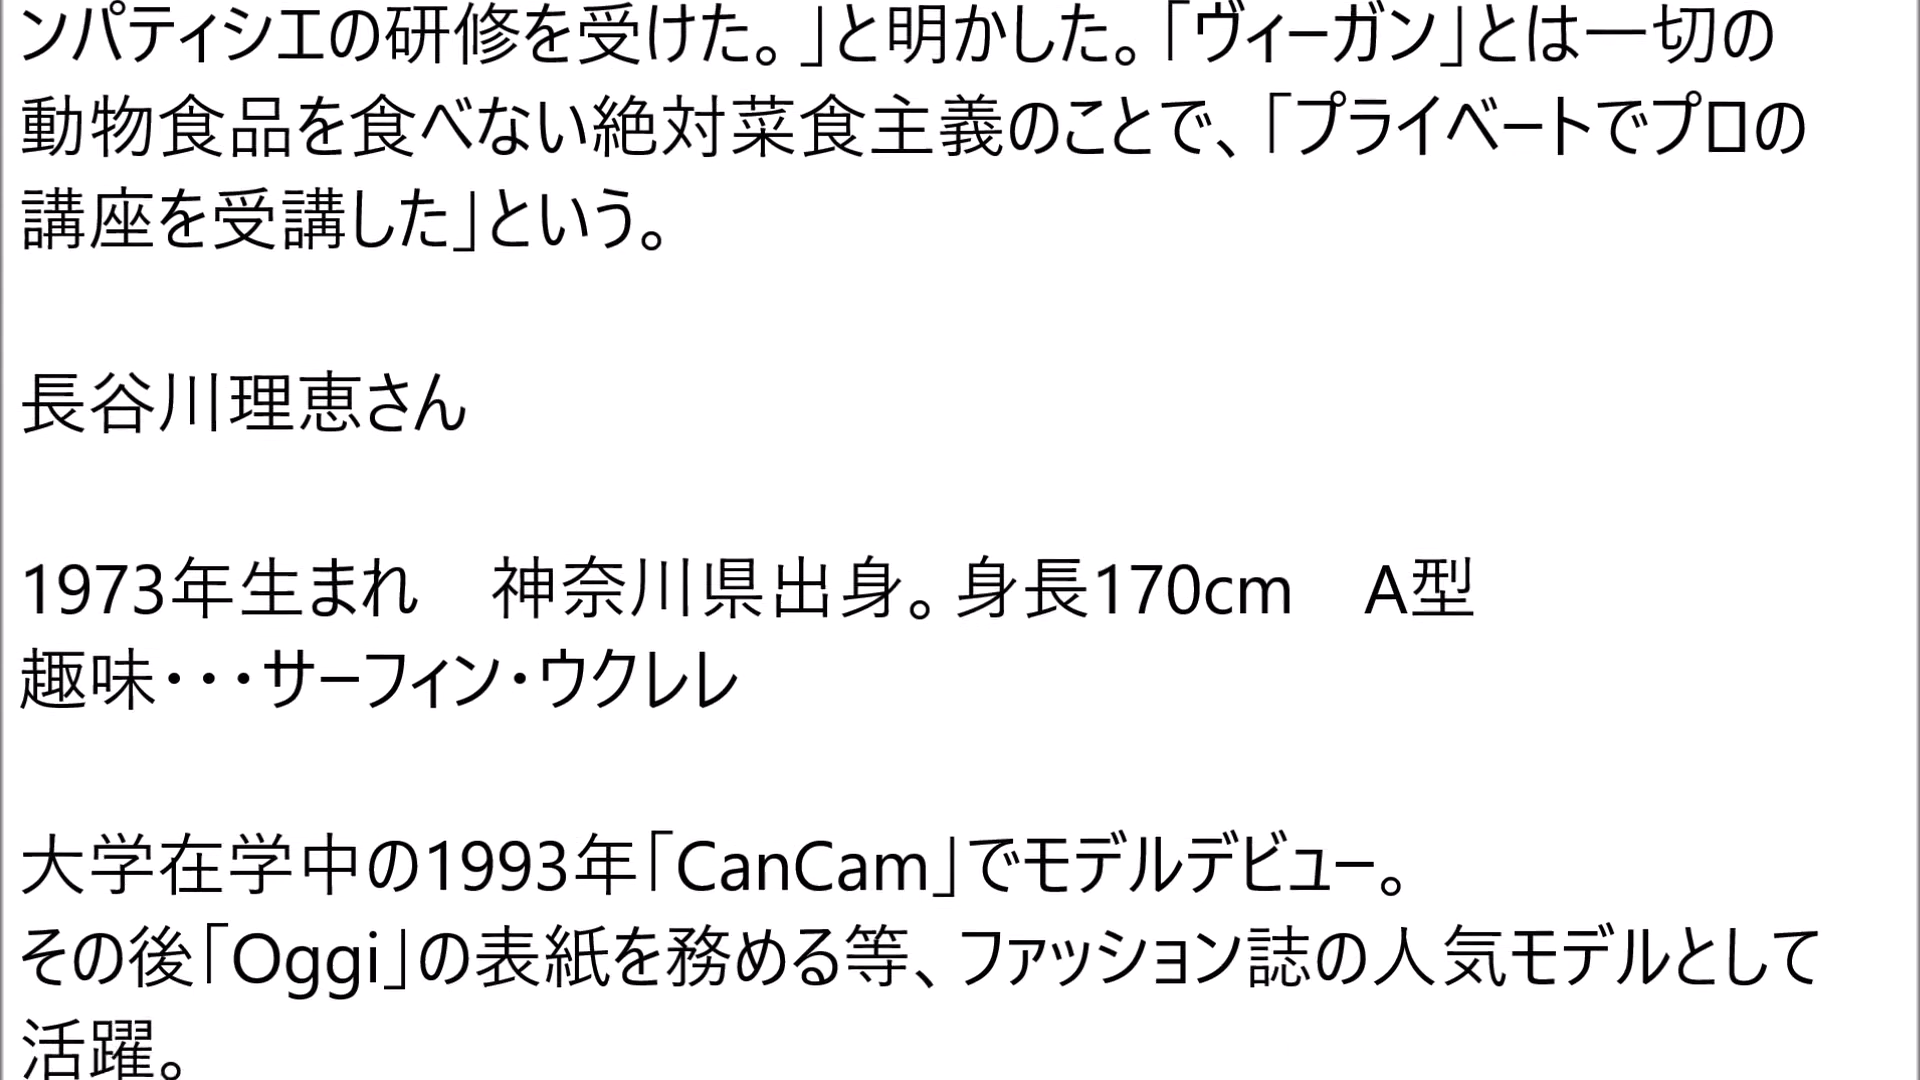 ンパティシエの研修を受けた。」と明かした。「ヴィーガン」とは一切の
動物食品を食べない絶対菜食主義のことで、「プライベートでプロの
講座を受講した」という。
長谷川理恵さん
1973年生まれ　神奈川県出身。身長170cm　A型
趣味・・・サーフィン・ウクレレ
大学在学中の1993年「CanCam」でモデルデビュー。
その後「Oggi」の表紙を務める等、ファッション誌の人気モデルとして
活躍。